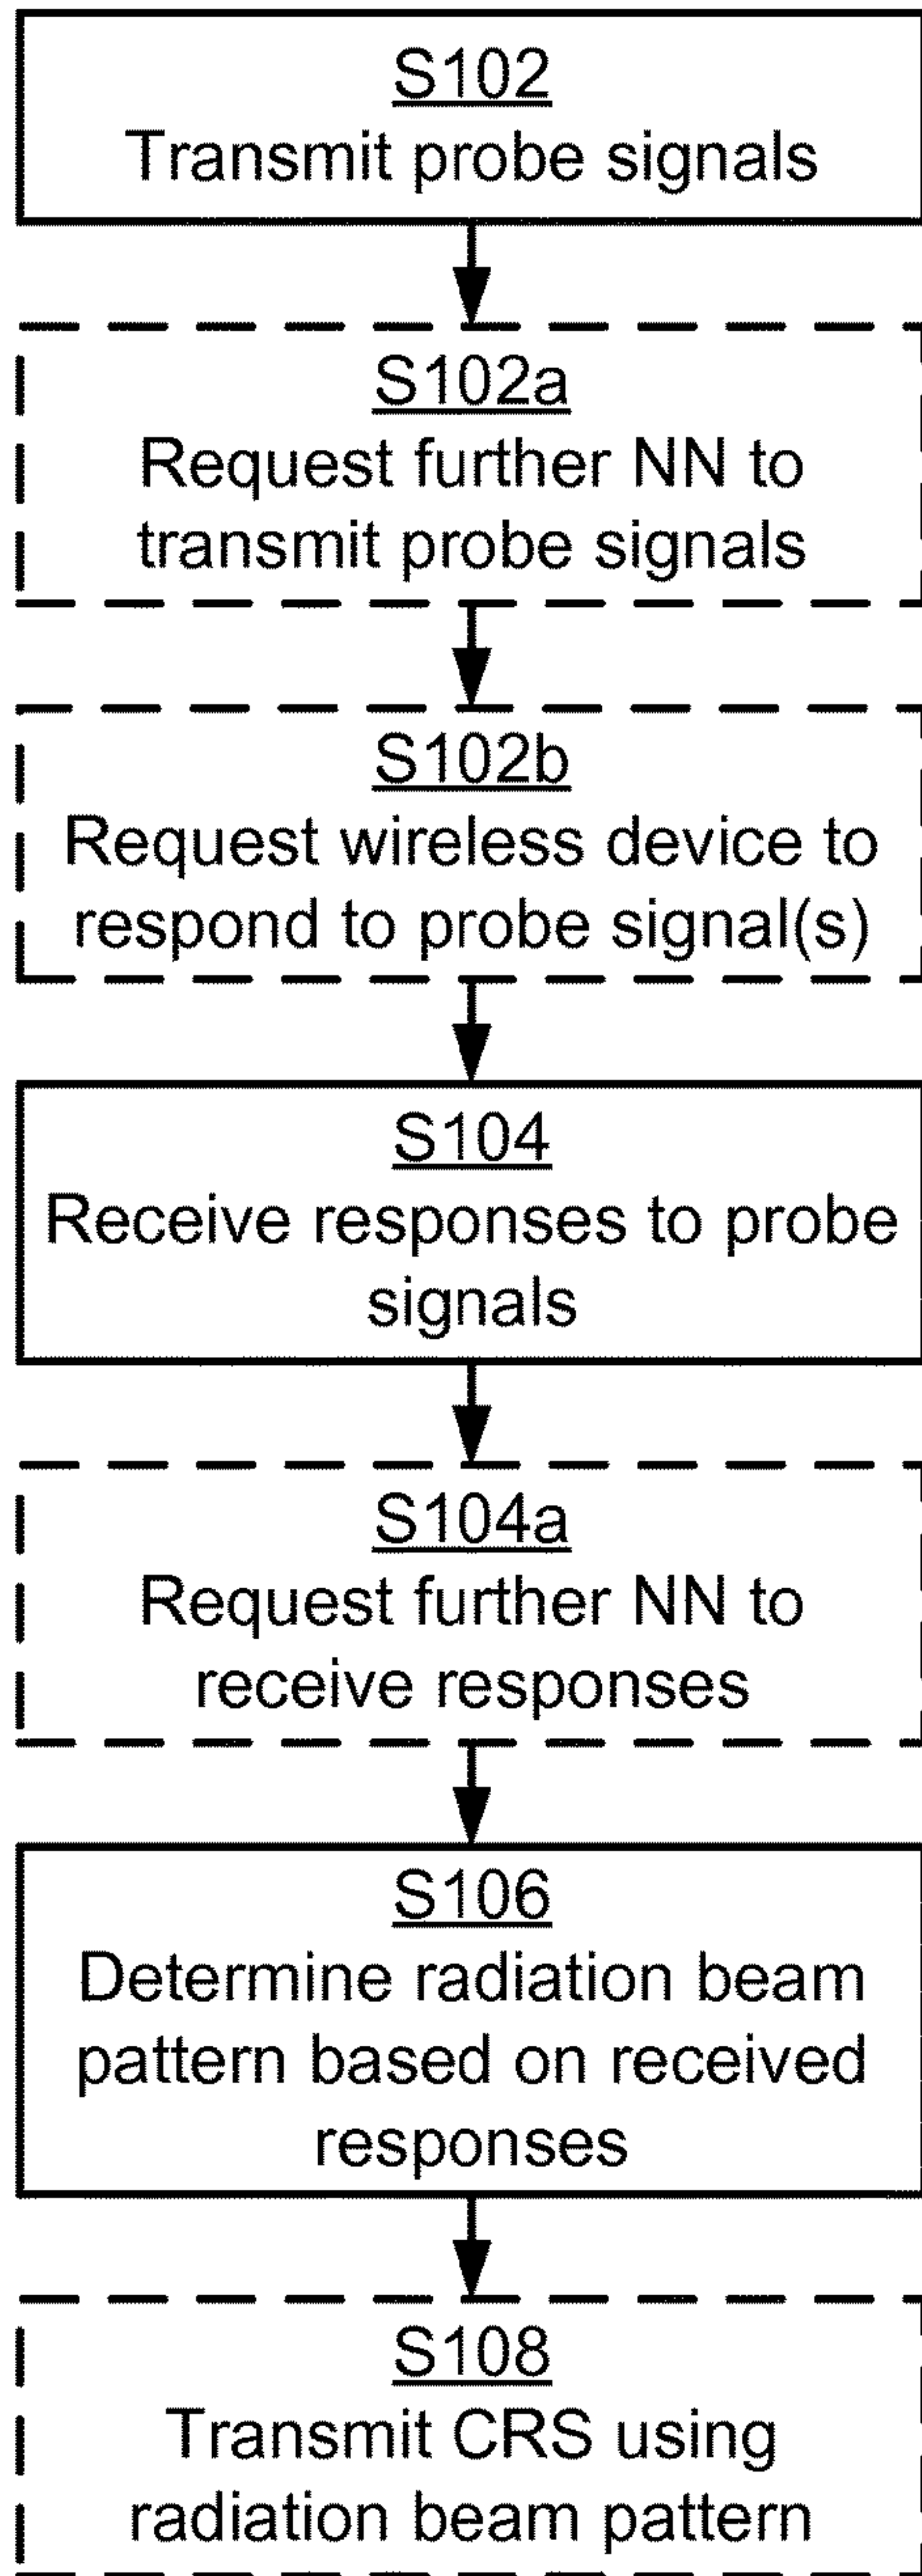 S102
Transmit probe signals
S102a
Request further NN to
transmit probe signals
S102b
Request wireless device to
respond to probe signal(s)
S104
Receive responses to probe
signals
S104a
Request further NN to
receive responses
S106
Determine radiation beam
pattern based on received
responses
S108
Transmit CRS using
radiation beam pattern